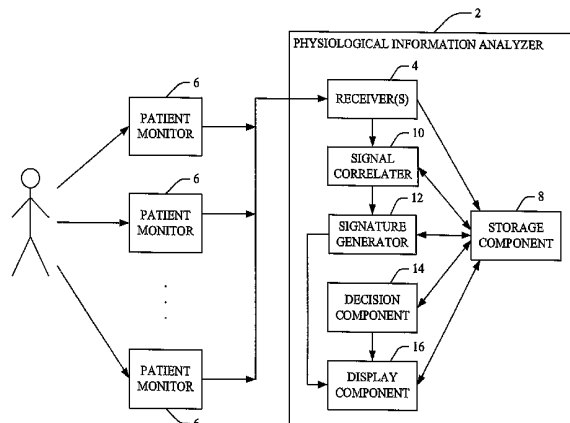 2
PHYSIOLOGICAL INFORMATION ANALYZER
6
PATIENT
MONITOR
4
RECEIVER(S)
10
SIGNAL
CORRELATER
6
PATIENT
MONITOR
12
SIGNATURE
GENERATOR
8
STORAGE
COMPONENT
14
DECISION
COMPONENT
16
DISPLAY
COMPONENT
PATIENT
MONITOR
6